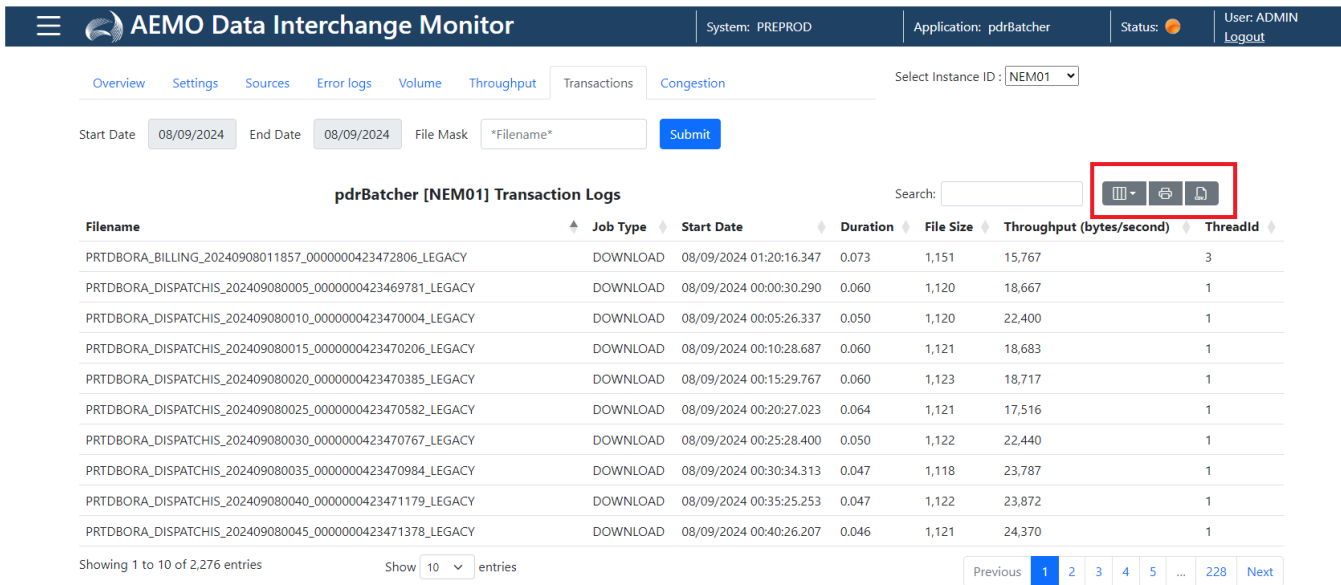 AEMO Data Interchange Monitor System: PREPROD Application: pdrBatcher Status: User: ADMIN
Logout
Overview Settings Sources Error logs Volume Throughput Transactions Congestion Select Instance ID : NEM01
Start Date 08/09/2024 End Date 08/09/2024 File Mask *Filename* Submit
pdrBatcher [NEM01] Transaction Logs Search:
Filename Job Type Start Date Duration File Size Throughput (bytes/second) ThreadId
PRTDBORA_BILLING_20240908011857_0000000423472806_LEGACY DOWNLOAD 08/09/2024 01:20:16.347 0.073 1,151 15,767 3
PRTDBORA_DISPATCHIS_202409080005_0000000423469781_LEGACY DOWNLOAD 08/09/2024 00:00:30.290 0.060 1,120 18,667 1
PRTDBORA_DISPATCHIS_202409080010_0000000423470004_LEGACY DOWNLOAD 08/09/2024 00:05:26.337 0.050 1,120 22,400 1
PRTDBORA_DISPATCHIS_202409080015_0000000423470206_LEGACY DOWNLOAD 08/09/2024 00:10:28.687 0.060 1,121 18,683 1
PRTDBORA_DISPATCHIS_202409080020_0000000423470385_LEGACY DOWNLOAD 08/09/2024 00:15:29.767 0.060 1,123 18,717 1
PRTDBORA_DISPATCHIS_202409080025_0000000423470582_LEGACY DOWNLOAD 08/09/2024 00:20:27.023 0.064 1,121 17,516 1
PRTDBORA_DISPATCHIS_202409080030_0000000423470767_LEGACY DOWNLOAD 08/09/2024 00:25:28.400 0.050 1,122 22,440 1
PRTDBORA_DISPATCHIS_202409080035_0000000423470984_LEGACY DOWNLOAD 08/09/2024 00:30:34.313 0.047 1,118 23,787 1
PRTDBORA_DISPATCHIS_202409080040_0000000423471179_LEGACY DOWNLOAD 08/09/2024 00:35:25.253 0.047 1,122 23,872 1
PRTDBORA_DISPATCHIS_202409080045_0000000423471378_LEGACY DOWNLOAD 08/09/2024 00:40:26.207 0.046 1,121 24,370 1
Showing 1 to 10 of 2,276 entries Show 10 entries Previous 1 2 3 4 5 ... 228 Next